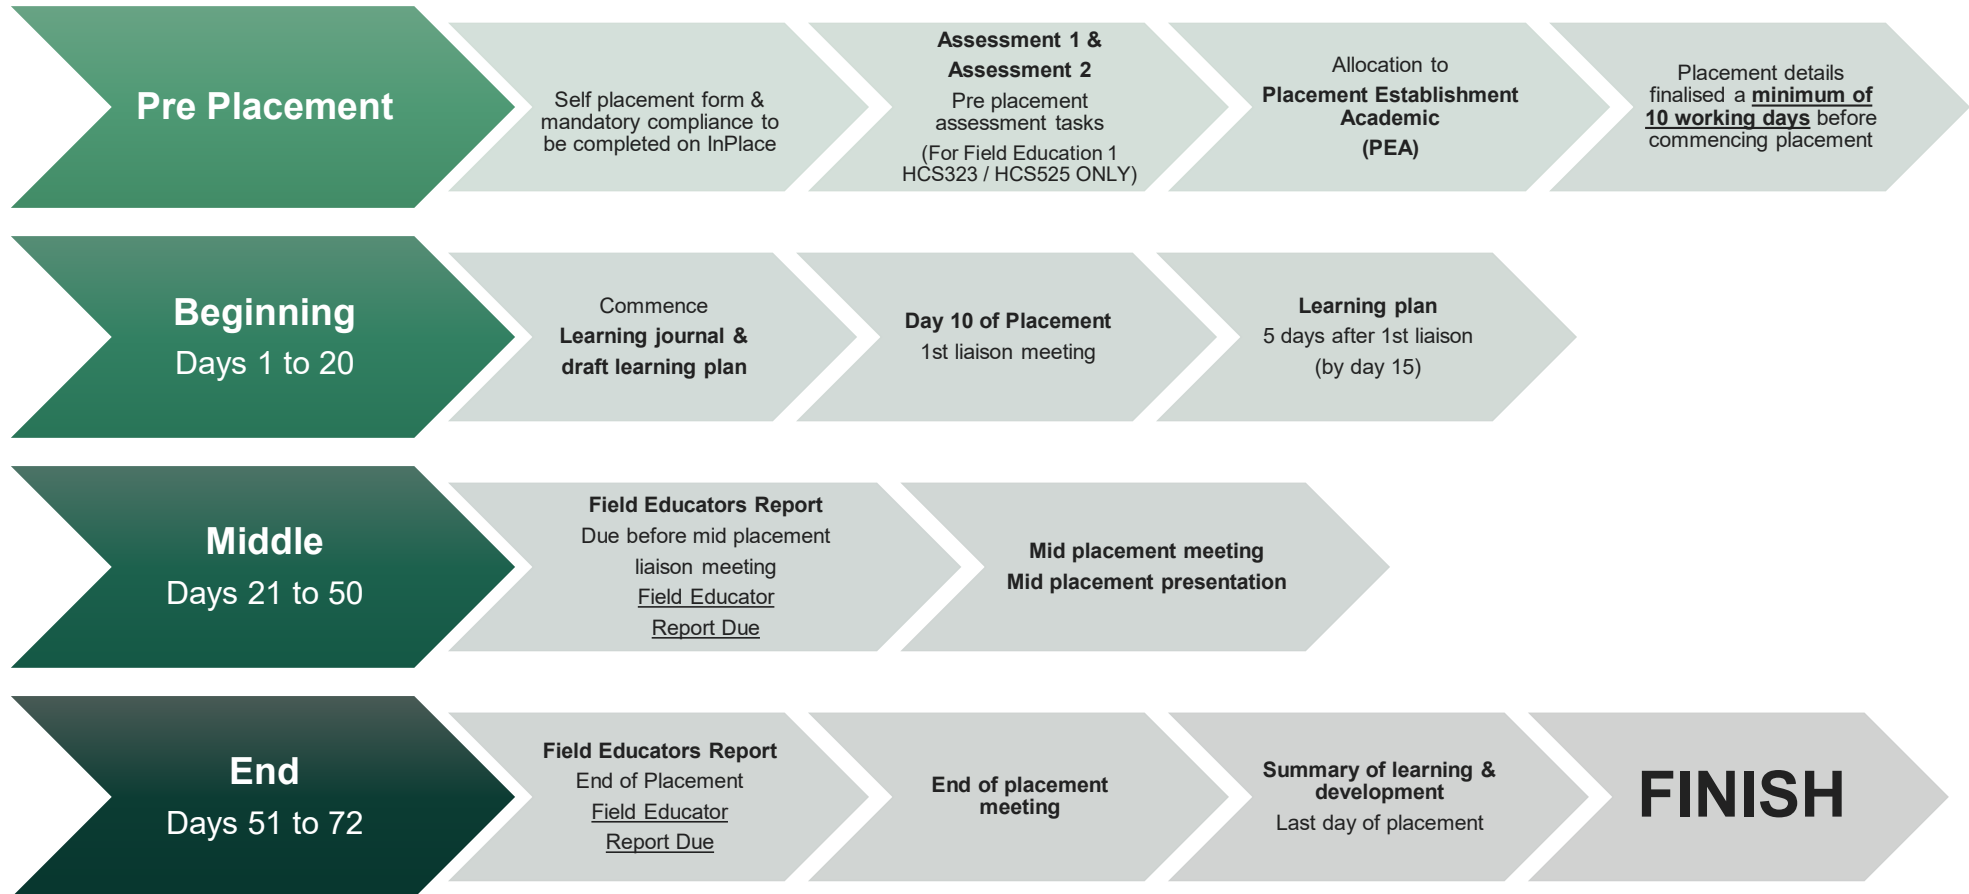 Pre Placement
Self placement form &
mandatory compliance to
be completed on InPlace
Assessment 1 &
Assessment 2
Pre placement
assessment tasks
(For Field Education 1
HCS323 / HCS525 ONLY)
Allocation to
Placement Establishment
Academic
(PEA)
Placement details
finalised a minimum of
10 working days before
commencing placement
Beginning
Days 1 to 20
Commence
Learning journal &
draft learning plan
Day 10 of Placement
1st liaison meeting
Learning plan
5 days after 1st liaison
(by day 15)
Middle
Days 21 to 50
Field Educators Report
Due before mid placement
liaison meeting
Field Educator
Report Due
Mid placement meeting
Mid placement presentation
End
Days 51 to 72
Field Educators Report
End of Placement
Field Educator
Report Due
End of placement
meeting
Summary of learning &
development
Last day of placement
FINISH